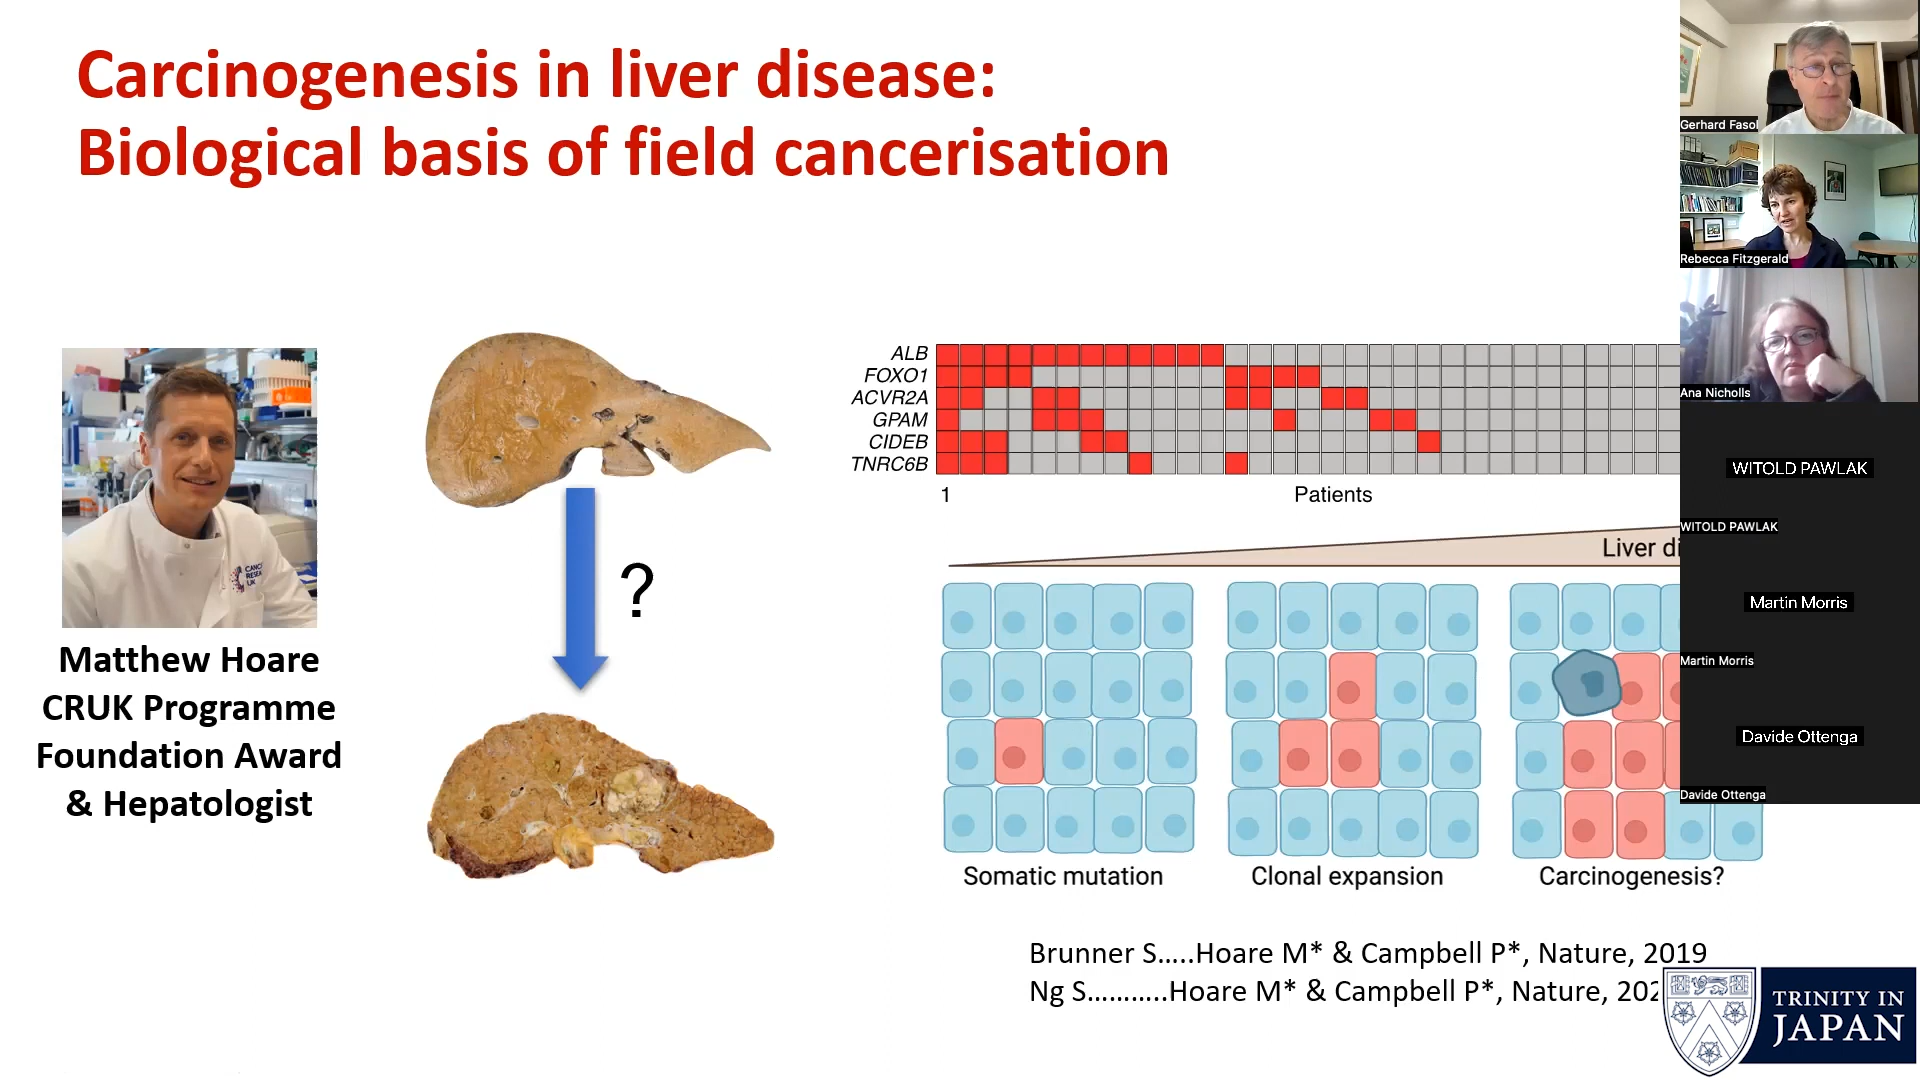 Carcinogenesis in liver disease:
Biological basis of field cancerisation
Matthew Hoare
CRUK Programme
Foundation Award
& Hepatologist
?
ALB
FOXO1
ACVR2A
GPAM
CIDEB
TNRC6B
1
Patients
Liver di
Somatic mutation
Clonal expansion
Carcinogenesis?
Brunner S.....Hoare M* & Campbell P*, Nature, 2019
Ng S...........Hoare M* & Campbell P*, Nature, 202
Gerhard Fasol
Rebecca Fitzgerald
Ana Nicholls
WITOLD PAWLAK
WITOLD PAWLAK
Martin Morris
Martin Morris
Davide Ottenga
Davide Ottenga
TRINITY IN
JAPAN